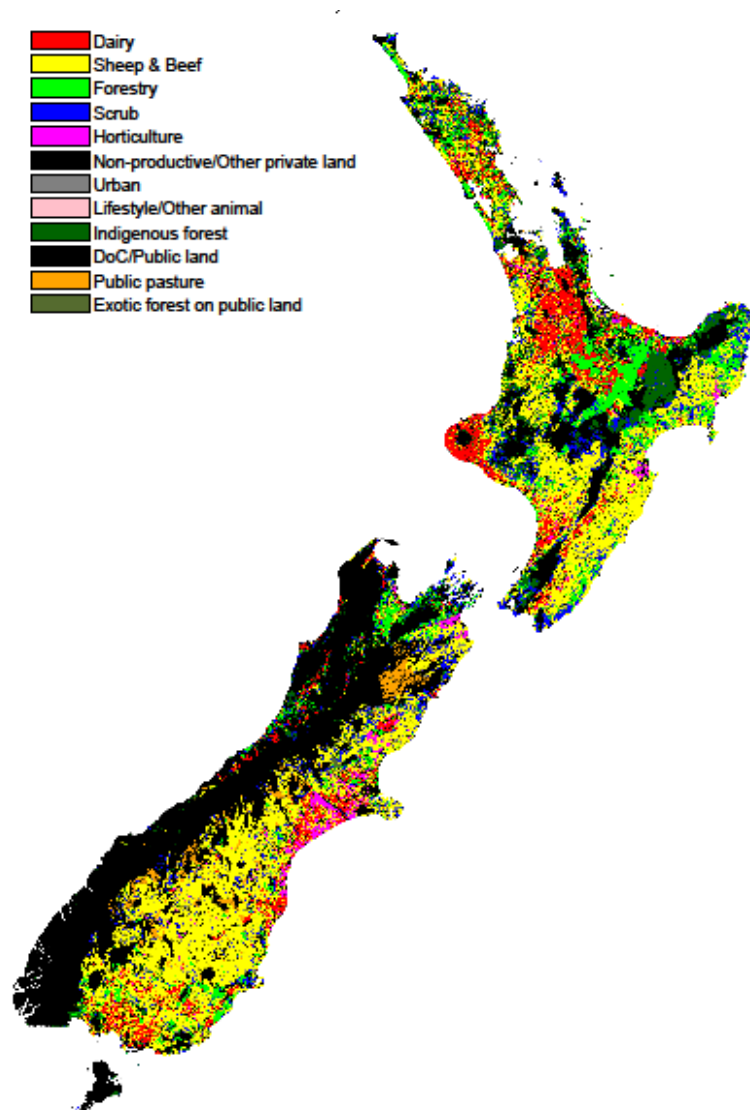 Dairy
Sheep & Beef
Forestry
Scrub
Horticulture
Non-productive/Other private land
Urban
Lifestyle/Other animal
Indigenous forest
DoC/Public land
Public pasture
Exotic forest on public land